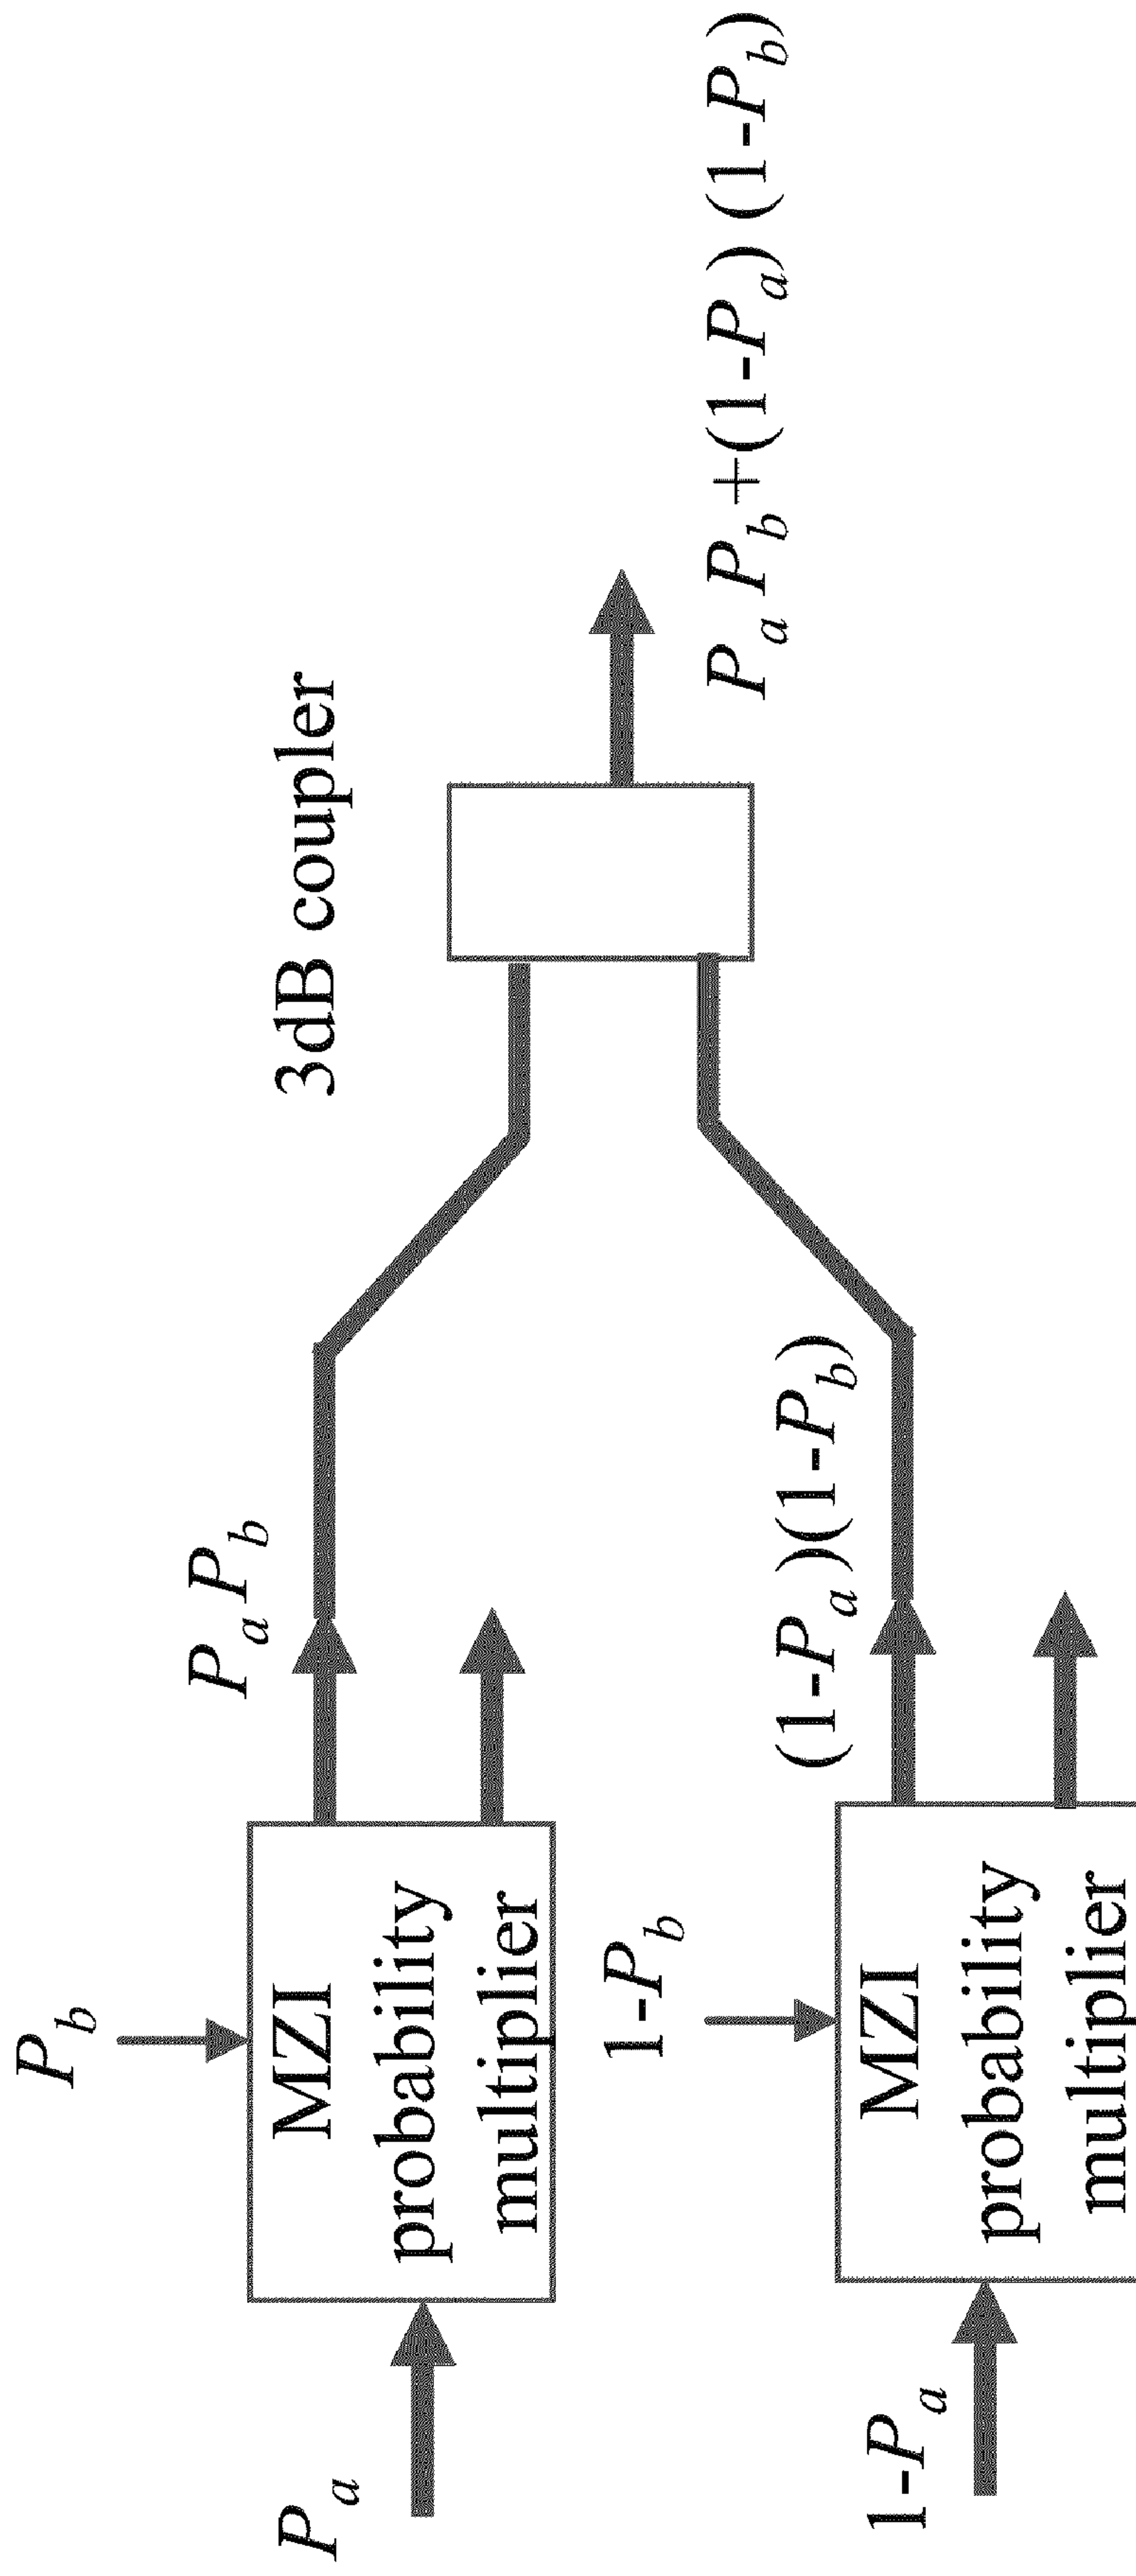 P_b
P_a
MZI
probability
multiplier
P_a P_b
3dB coupler
P_a P_b+(1-P_a) (1-P_b)
1-P_b
1-P_a
MZI
probability
multiplier
(1-P_a)(1-P_b)